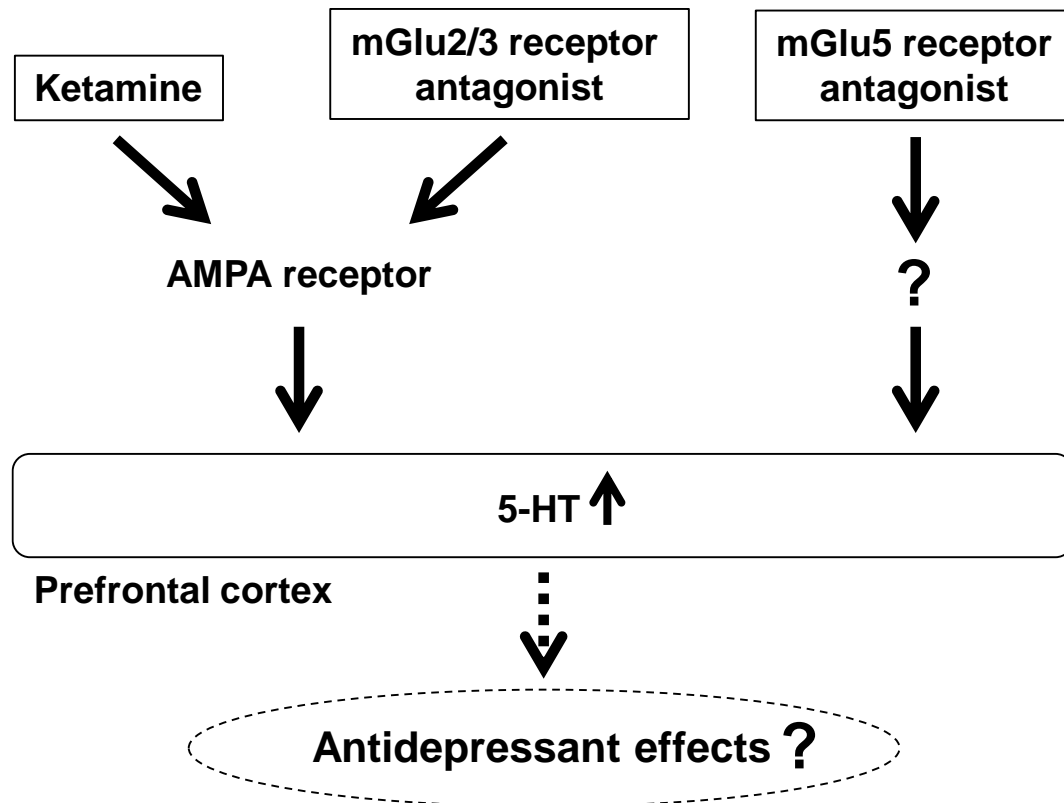 Ketamine
mGlu2/3 receptor
antagonist
mGlu5 receptor
antagonist
AMPA receptor
?
5-HT
Prefrontal cortex
Antidepressant effects ?